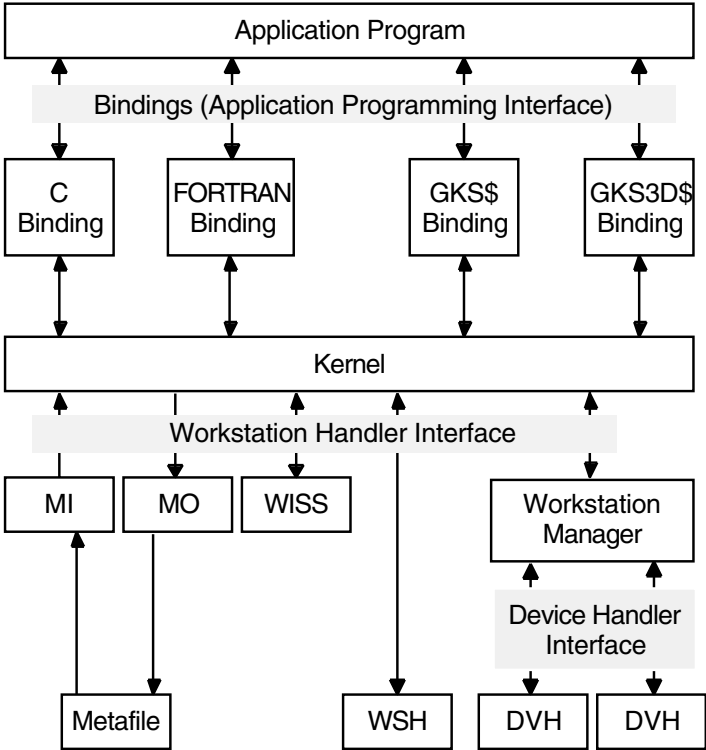 Application Program
Bindings (Application Programming Interface)
C
Binding
FORTRAN
Binding
GKS$
Binding
GKS3D$
Binding
Kernel
Workstation Handler Interface
MI
MO
WISS
Workstation
Manager
Device Handler
Interface
Metafile
WSH
DVH
DVH